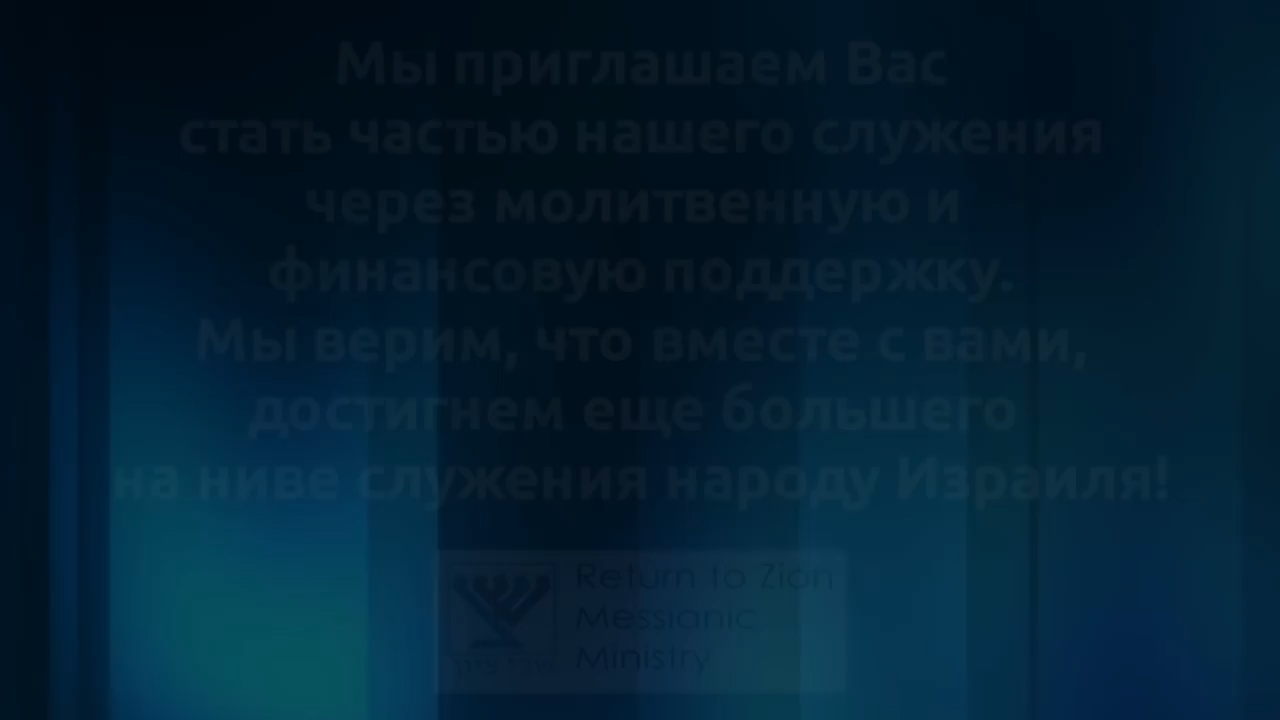 Мы приглашаем Вас
стать частью нашего служения
через молитвенную и
финансовую поддержку.
Мы верим, что вместе с вами,
достигнем еще большего
на ниве служения народу Израиля!
Return to Zion
Messianic
Ministry